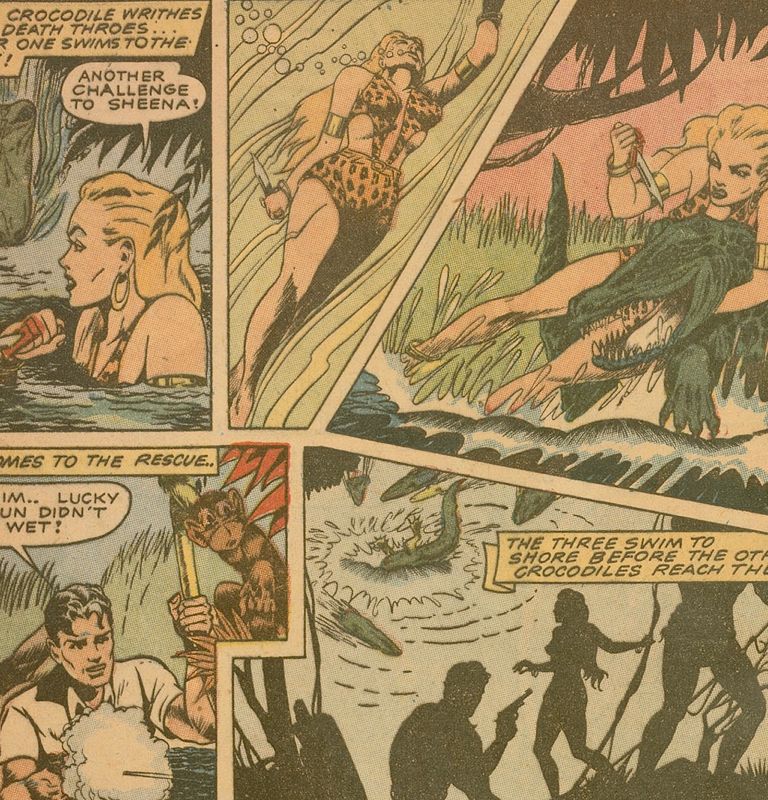 CROCODILE WRITHES
DEATH THROES...
R ONE SWIMS TO THE
!
ANOTHER
CHALLENGE
TO SHEENA!
OMES TO THE RESCUE..
IM.. LUCKY
UN DIDN'T
WET!
THE THREE SWIM TO
SHORE BEFORE THE OTH
CROCODILES REACH THE